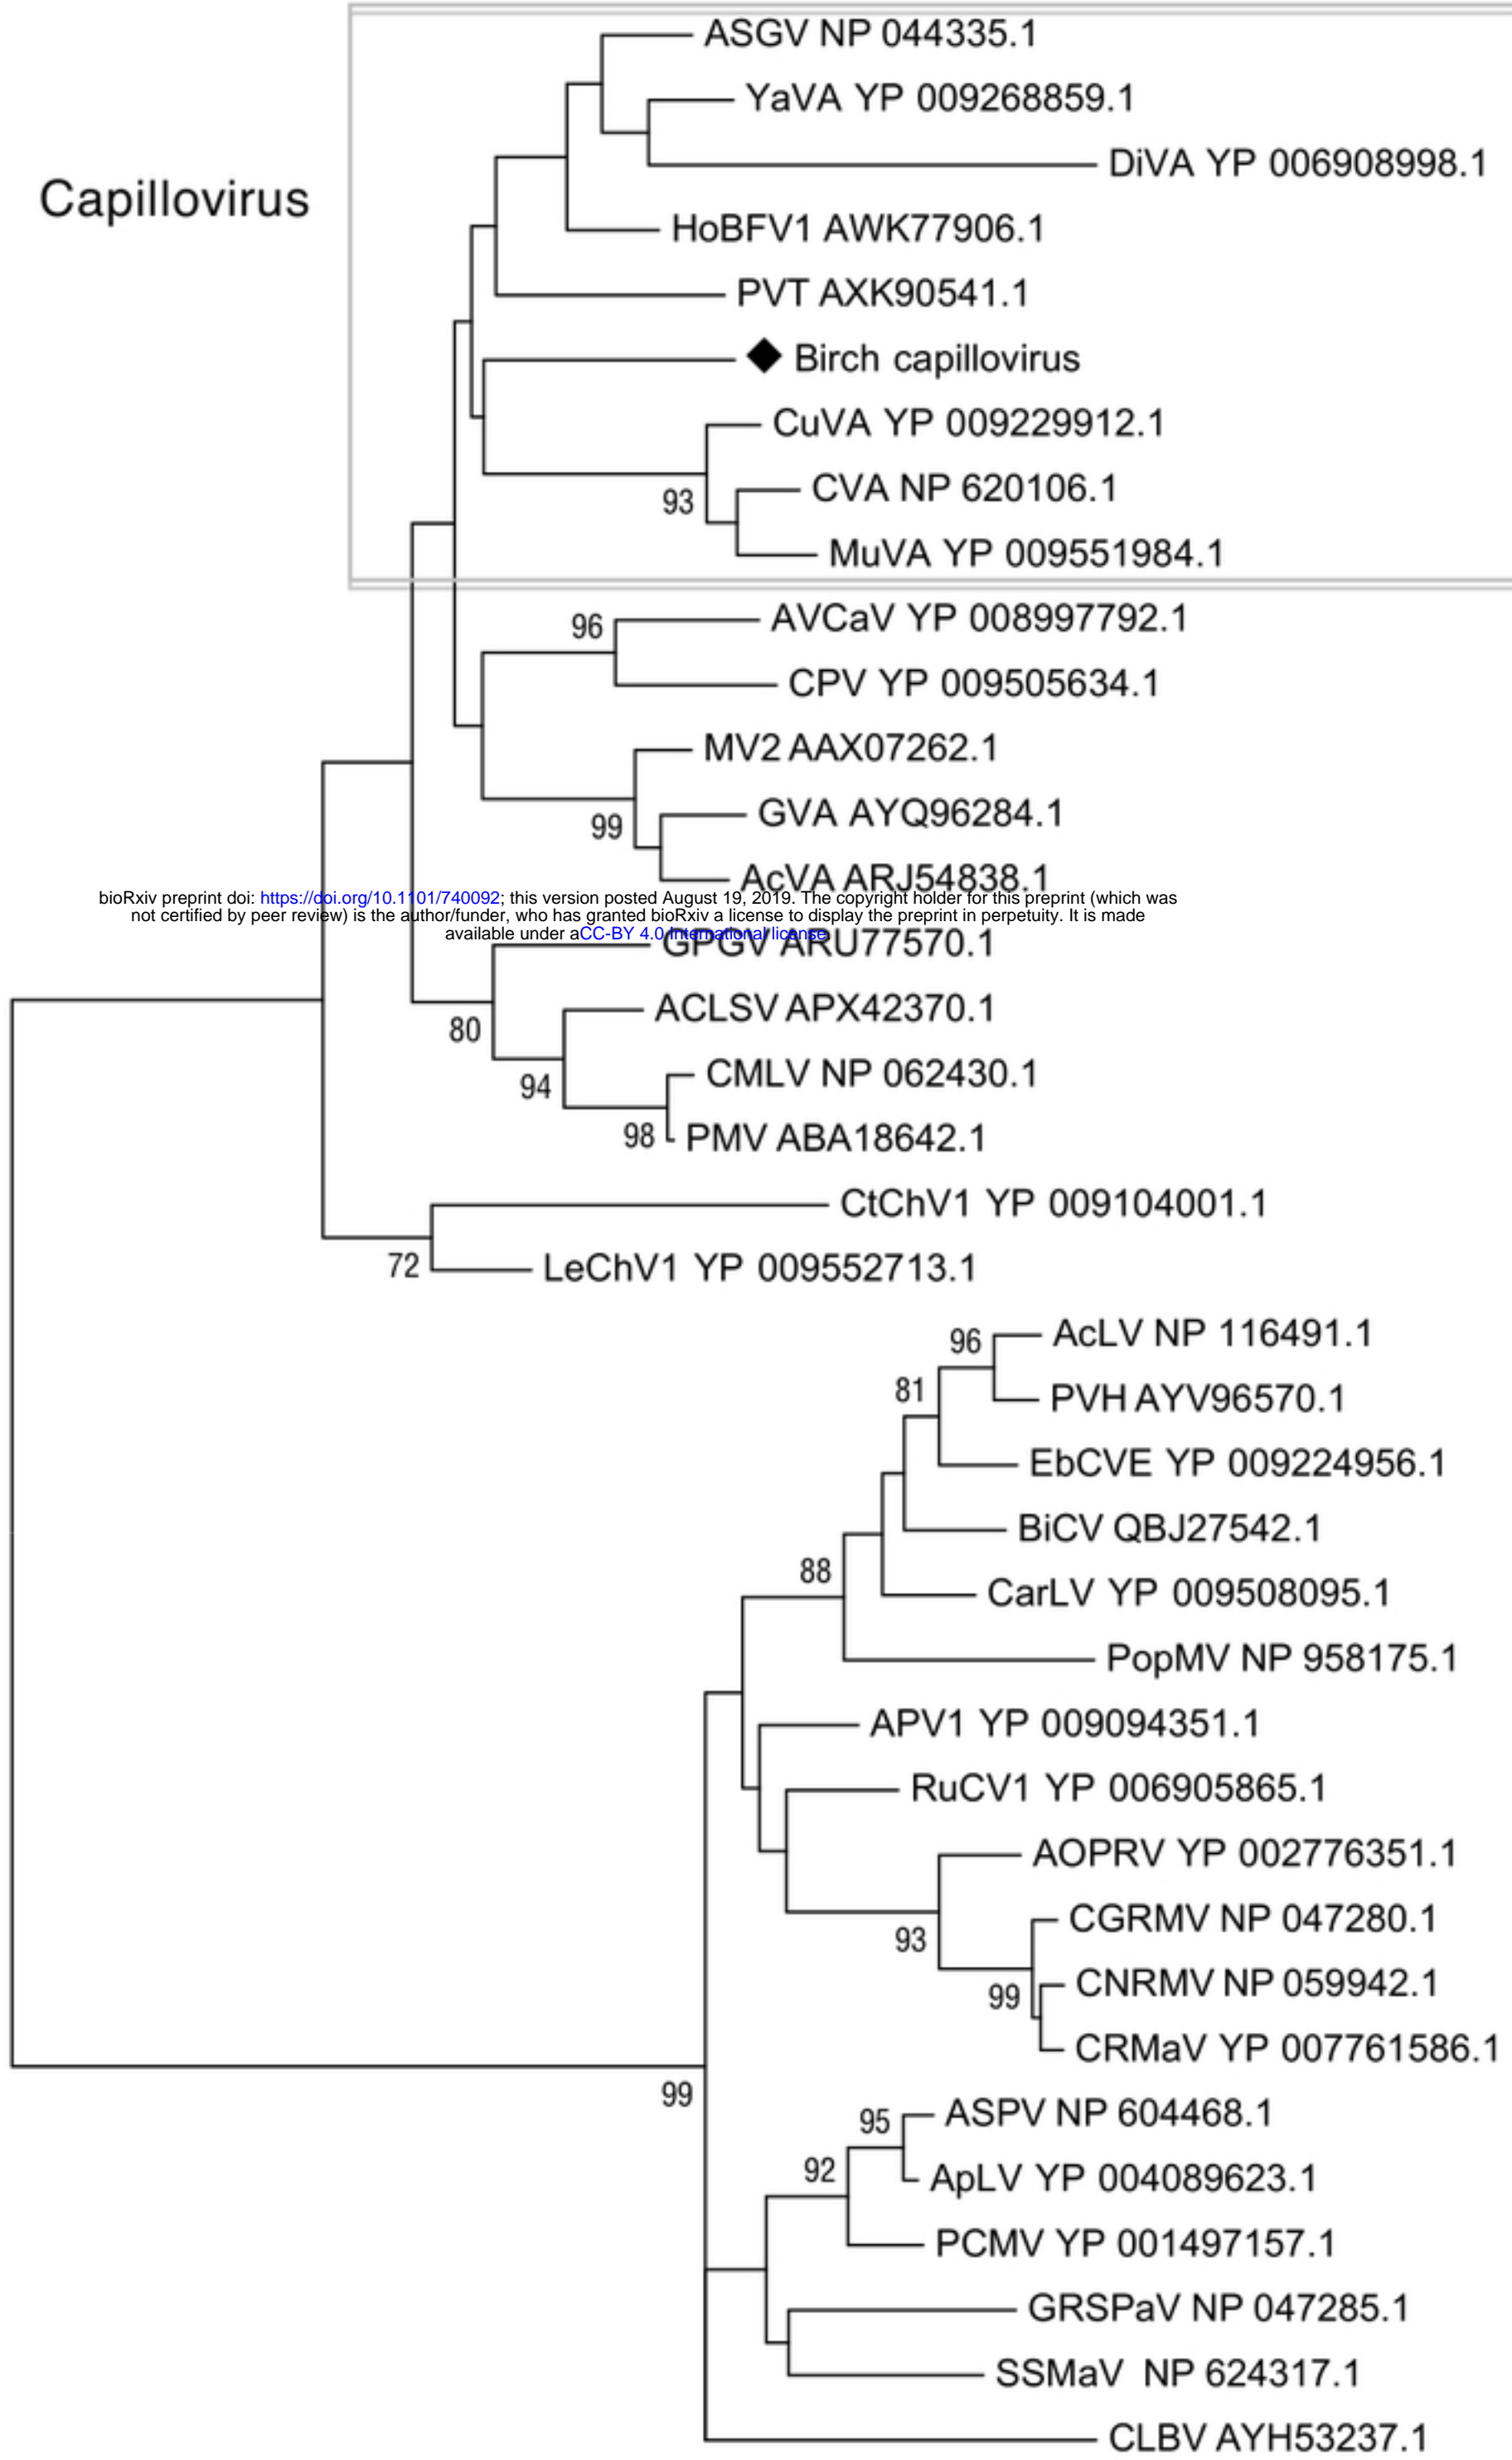 ASGV NP 044335.1
YaVA YP 009268859.1
DiVA YP 006908998.1
Capillovirus
HoBFV1 AWK77906.1
PVT AXK90541.1
Birch capillovirus
CuVA YP 009229912.1
CVA NP 620106.1
93
MuVA YP 009551984.1
AVCaV YP 008997792.1
96
CPV YP 009505634.1
MV2 AAX07262.1
GVA AYQ96284.1
99
AcVA ARJ54838.1
bioRxiv preprint doi: https://doi.org/10.1101/740092; this version posted August 19, 2019. The copyright holder for this preprint (which was
not certified by peer review) is the author/funder, who has granted bioRxiv a license to display the preprint in perpetuity. It is made
available under aCC-BY 4.0 International license.
GPGV ARU77570.1
ACLSV APX42370.1
80
CMLV NP 062430.1
94
98
PMV ABA18642.1
CtChV1 YP 009104001.1
72
LeChV1 YP 009552713.1
AcLV NP 116491.1
96
81
PVH AYV96570.1
EbCVE YP 009224956.1
BiCV QBJ27542.1
88
CarLV YP 009508095.1
PopMV NP 958175.1
APV1 YP 009094351.1
RuCV1 YP 006905865.1
AOPRV YP 002776351.1
CGRMV NP 047280.1
93
CNRMV NP 059942.1
99
CRMaV YP 007761586.1
99
ASPV NP 604468.1
95
92
ApLV YP 004089623.1
PCMV YP 001497157.1
GRSPaV NP 047285.1
SSMaV NP 624317.1
CLBV AYH53237.1